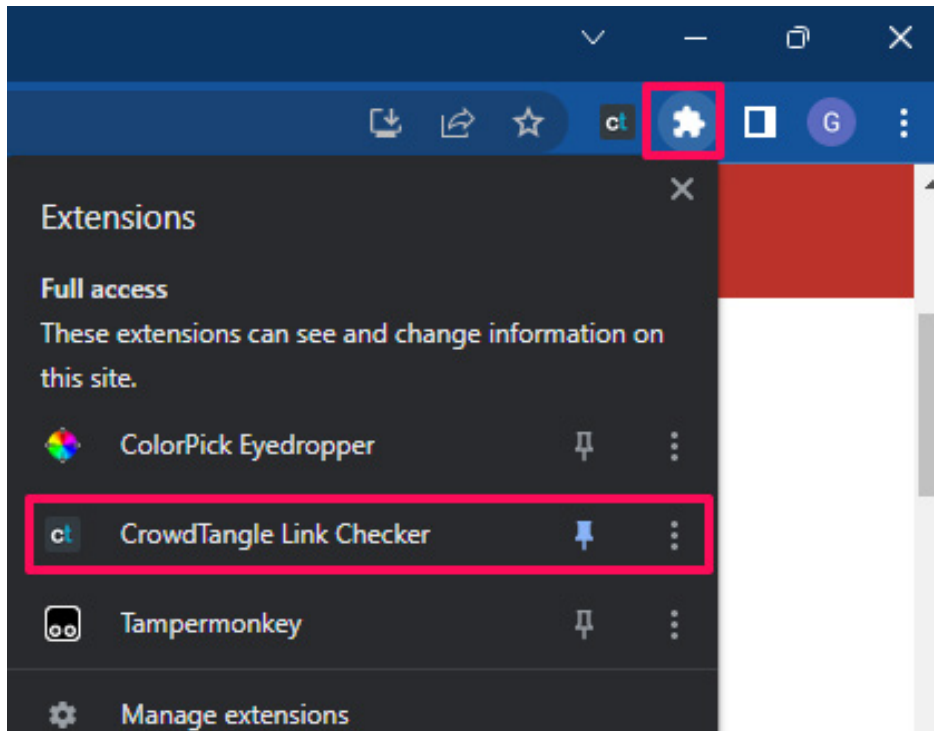 ct
G
Extensions
Full access
These extensions can see and change information on
this site.
ColorPick Eyedropper
ct CrowdTangle Link Checker
Tampermonkey
Manage extensions